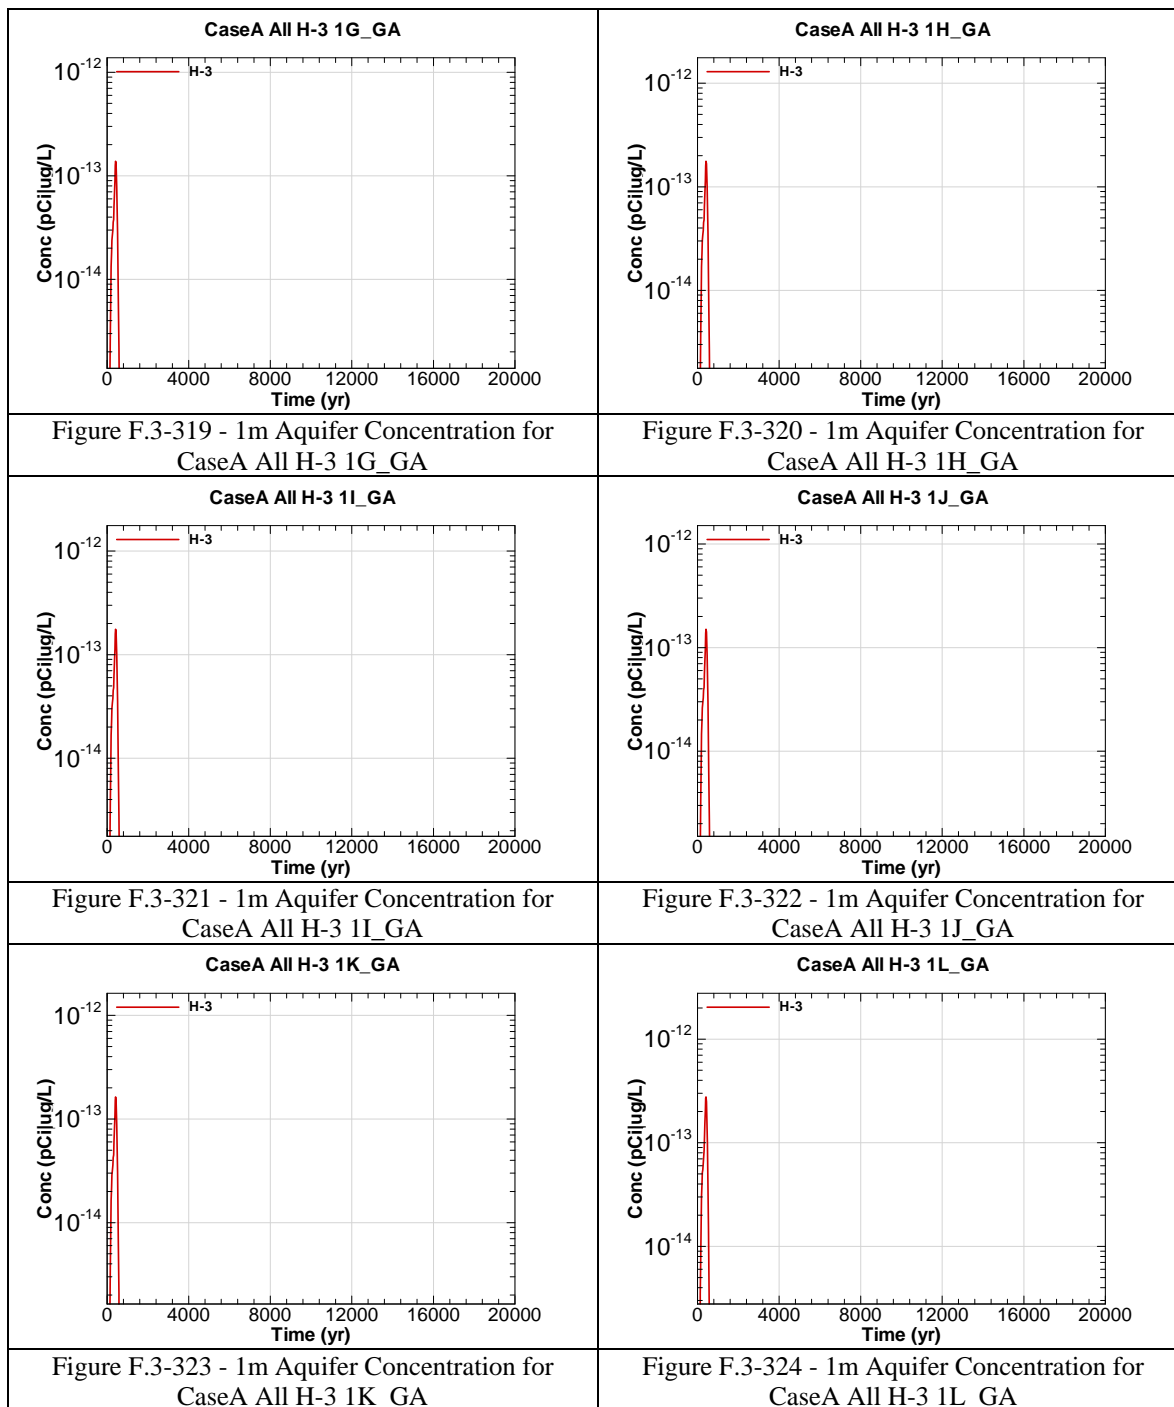 CaseA All H-3 1G_GA
H-3
10-12
10-13
10-14
Conc (pCi|ug/L)
0 4000 8000 12000 16000 20000
Time (yr)
Figure F.3-319 - 1m Aquifer Concentration for
CaseA All H-3 1G_GA
CaseA All H-3 1H_GA
H-3
10-12
10-13
10-14
Conc (pCi|ug/L)
0 4000 8000 12000 16000 20000
Time (yr)
Figure F.3-320 - 1m Aquifer Concentration for
CaseA All H-3 1H_GA
CaseA All H-3 1I_GA
H-3
10-12
10-13
10-14
Conc (pCi|ug/L)
0 4000 8000 12000 16000 20000
Time (yr)
Figure F.3-321 - 1m Aquifer Concentration for
CaseA All H-3 1I_GA
CaseA All H-3 1J_GA
H-3
10-12
10-13
10-14
Conc (pCi|ug/L)
0 4000 8000 12000 16000 20000
Time (yr)
Figure F.3-322 - 1m Aquifer Concentration for
CaseA All H-3 1J_GA
CaseA All H-3 1K_GA
H-3
10-12
10-13
10-14
Conc (pCi|ug/L)
0 4000 8000 12000 16000 20000
Time (yr)
Figure F.3-323 - 1m Aquifer Concentration for
CaseA All H-3 1K_GA
CaseA All H-3 1L_GA
H-3
10-12
10-13
10-14
Conc (pCi|ug/L)
0 4000 8000 12000 16000 20000
Time (yr)
Figure F.3-324 - 1m Aquifer Concentration for
CaseA All H-3 1L_GA